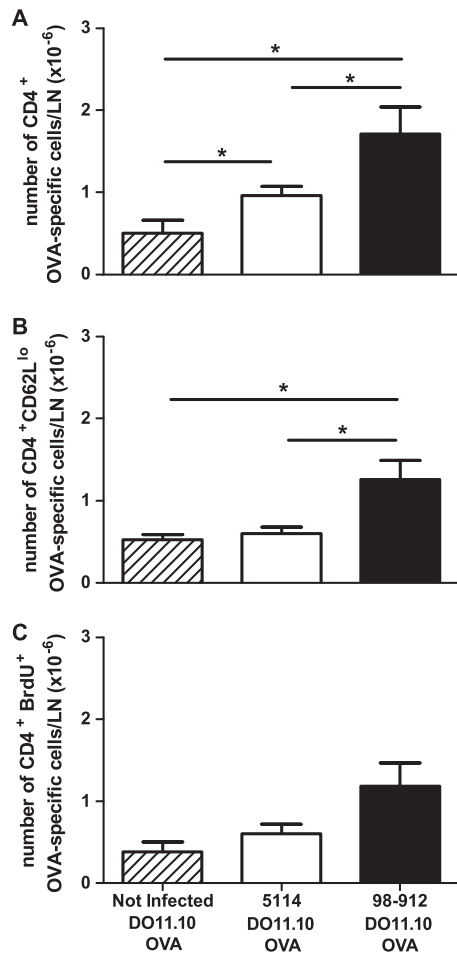 A
number of CD4 +
OVA-specific cells/LN (x10-6)
3
2
1
0
*
*
*
B
number of CD4 +CD62L lo
OVA-specific cells/LN (x10-6)
3
2
1
0
*
*
C
number of CD4 + BrdU+
OVA-specific cells/LN (x10-6)
3
2
1
0
Not Infected
DO11.10
OVA
5114
DO11.10
OVA
98-912
DO11.10
OVA